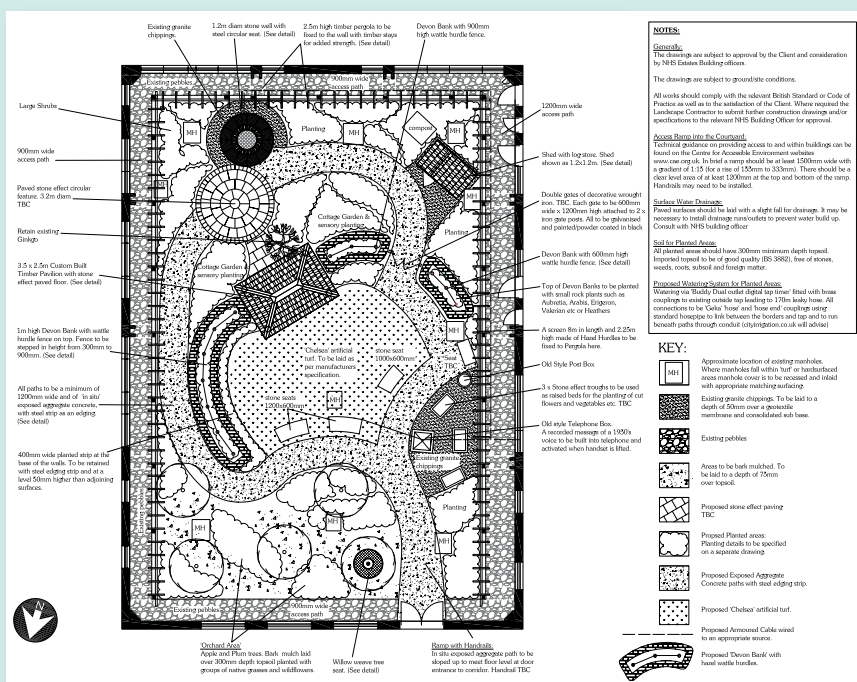 Existing granite
chippings.
1.2m diam stone well with
steel circular seat. (See detail)
2.5m high timber pergola to be
fixed to the wall with timber stays
for added strength. (See detail)
Devon Bank with 900mm
high wattle hurdle fence.
Large Shrubs
900mm wide
access path
Paved stone effect circular
feature. 3.2m diam
TBC
Retain existing
Ginkgo
3.5 x 2.5m Custom Built
Timber Pavilion with stone
effect paved floor. (See detail)
1m high Devon Bank with wattle
hurdle fence on top. Fence to be
stepped in height from 300mm to
900mm. (See detail)
All paths to be a minimum of
1200mm wide and of 'in situ'
exposed aggregate concrete,
with steel strip as an edging.
(See detail)
400mm wide planted strip at the
base of the walls. To be retained
with steel edging strip and at a
level 50mm higher than adjoining
surfaces.
Existing pebbles
900mm wide
access path
MH
Planting
MH
compost
MH
MH
Cottage Garden &
sensory planting
Planting
Cottage Garden &
sensory planting
MH
'Chelsea' artificial
turf. To be laid as
per manufacturers
specification.
stone seat
1000x600mm
Seat
TBC
stone seats
1200x600mm
MH
Existing granite
chippings
Planting
MH
MH
MH
Existing pebbles
Existing pebbles
900mm wide
access path
1200mm wide
access path
Shed with log store. Shed
shown as 1.2x1.2m. (See detail)
Double gates of decorative wrought
iron. TBC. Each gate to be 600mm
wide x 1200mm high attached to 2 x
iron gate posts. All to be galvanised
and painted/powder coated in black
Devon Bank with 600mm high
wattle hurdle fence. (See detail)
Top of Devon Banks to be planted
with small rock plants such as
Aubretia, Arabis, Erigeron,
Valerian etc or Heathers
A screen 8m in length and 2.25m
high made of Hazel Hurdles to be
fixed to Pergola here.
Old Style Post Box
3 x Stone effect troughs to be used
as raised beds for the planting of cut
flowers and vegetables etc. TBC
Old style Telephone Box.
A recorded message of a 1930's
voice to be built into telephone and
activated when handset is lifted.
'Orchard Area'
Apple and Plum trees. Bark mulch laid
over 300mm depth topsoil planted with
groups of native grasses and wildflowers.
Willow weave tree
seat. (See detail)
Ramp with Handrails:
In situ exposed aggregate path to be
sloped up to meet floor level at door
entrance to corridor. Handrail TBC
N
NOTES:
Generally:
The drawings are subject to approval by the Client and consideration
by NHS Estates Building officers.
The drawings are subject to ground/site conditions.
All works should comply with the relevant British Standard or Code of
Practice as well as to the satisfaction of the Client. Where required the
Landscape Contractor to submit further construction drawings and/or
specifications to the relevant NHS Building Officer for approval.
Access Ramp into the Courtyard:
Technical guidance on providing access to and within buildings can be
found on the Centre for Accessible Environment websites
www.cae.org.uk. In brief a ramp should be at least 1500mm wide with
a gradient of 1:15 (for a rise of 155mm to 333mm). There should be a
clear level area of at least 1200mm at the top and bottom of the ramp.
Handrails may need to be installed.
Surface Water Drainage:
Paved surfaces should be laid with a slight fall for drainage. It may be
necessary to install drainage runs/outlets to prevent water build up.
Consult with NHS building officer
Soil for Planted Areas:
All planted areas should have 300mm minimum depth topsoil.
Imported topsoil to be of good quality (BS 3882), free of stones,
weeds, roots, subsoil and foreign matter.
Proposed Watering System for Planted Areas:
Watering via 'Buddy Dual outlet digital tap timer' fitted with brass
couplings to existing outside tap leading to 170m leaky hose. All
connections to be 'Geka' 'hose' and 'hose end' couplings using
standard hosepipe to link between the borders and tap and to run
beneath paths through conduit (cityirrigation.co.uk will advise)
KEY:
MH
Approximate location of existing manholes.
Where manholes fall within 'turf' or hardsurfaced
areas manhole cover is to be recessed and inlaid
with appropriate matching surfacing.
Existing granite chippings. To be laid to a
depth of 50mm over a geotextile
membrane and consolidated sub base.
Existing pebbles
Areas to be bark mulched. To
be laid to a depth of 75mm
over topsoil.
Proposed stone effect paving
TBC
Propsed Planted areas:
Planting details to be specified
on a separate drawing.
Proposed Exposed Aggregate
Concrete paths with steel edging strip.
Proposed 'Chelsea' artificial turf.
Proposed Armoured Cable wired
to an appropriate source.
Proposed 'Devon Bank' with
hazel wattle hurdles.